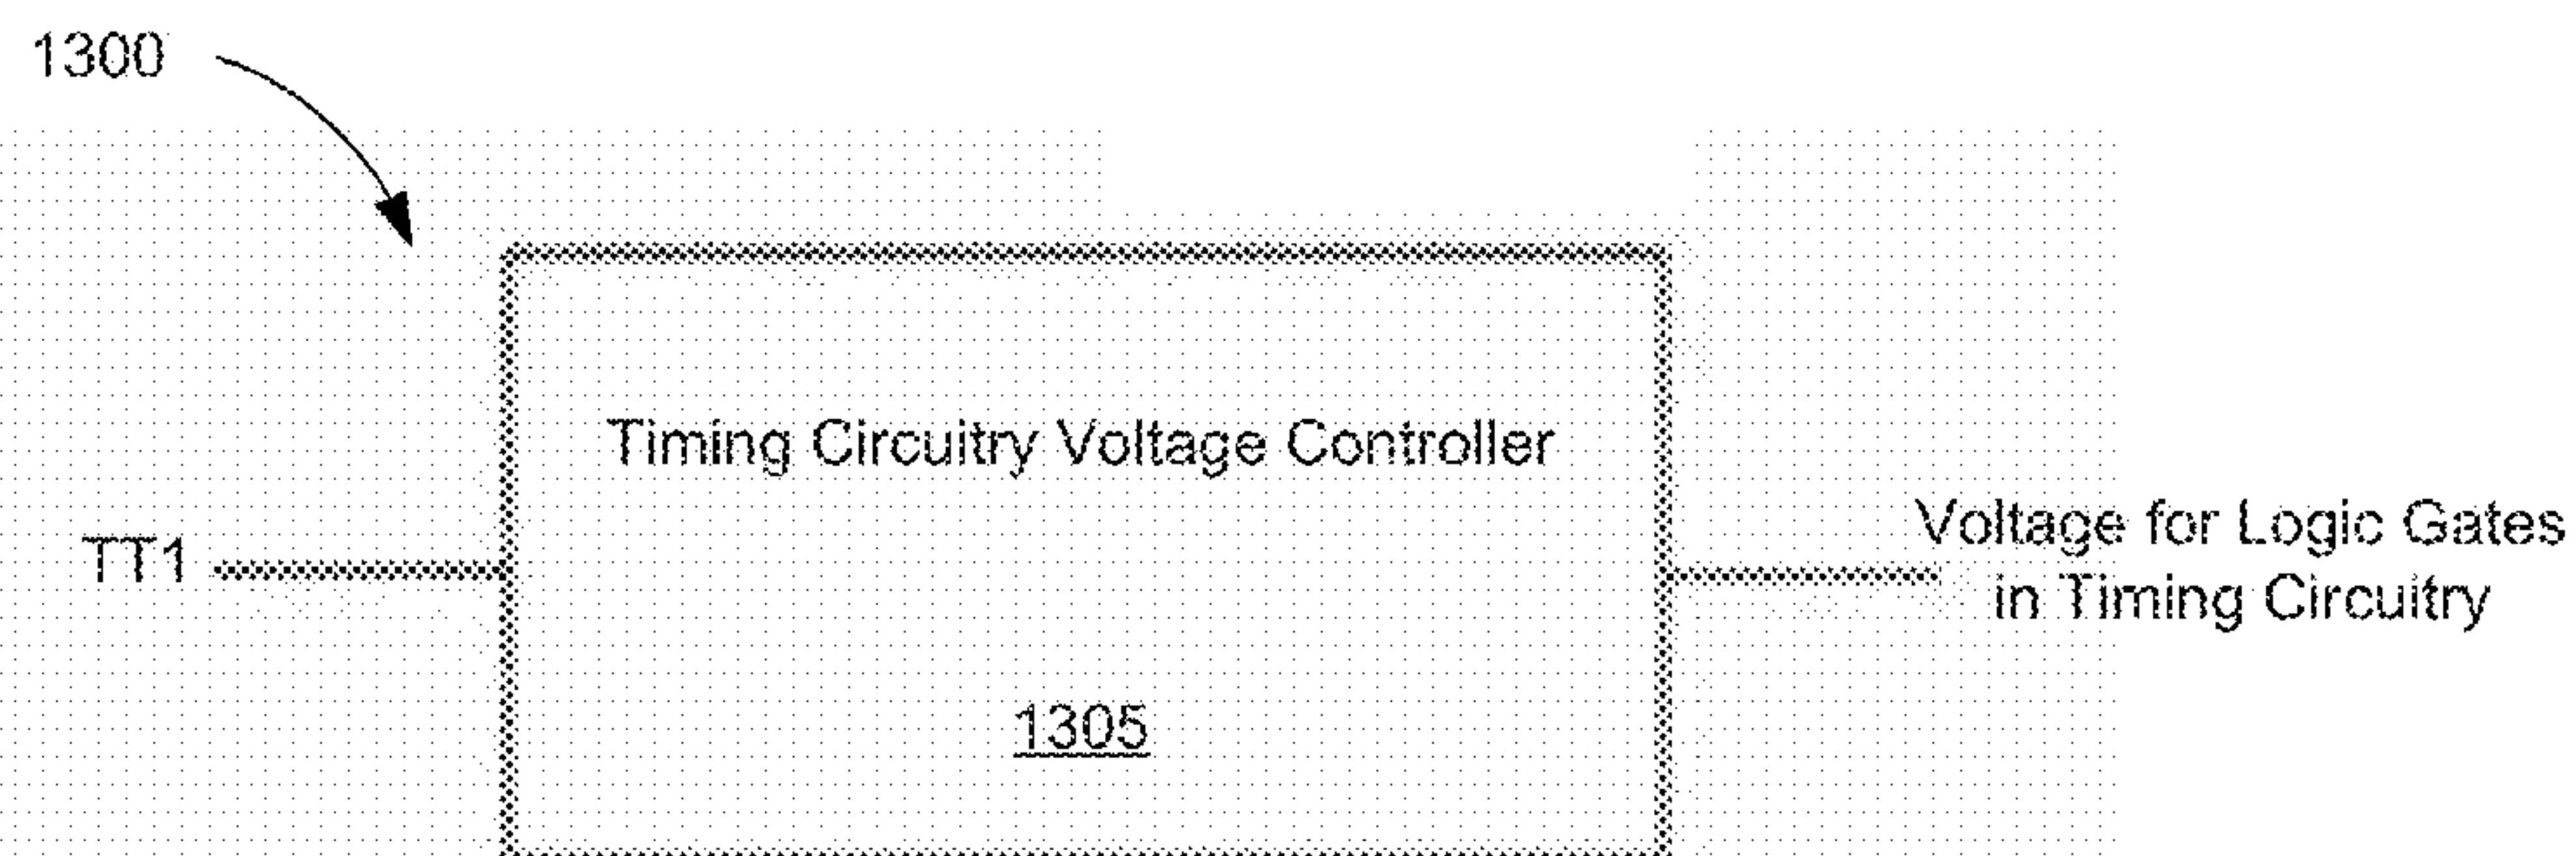 1300
Timing Circuitry Voltage Controller
TT1
Voltage for Logic Gates
in Timing Circuitry
1305